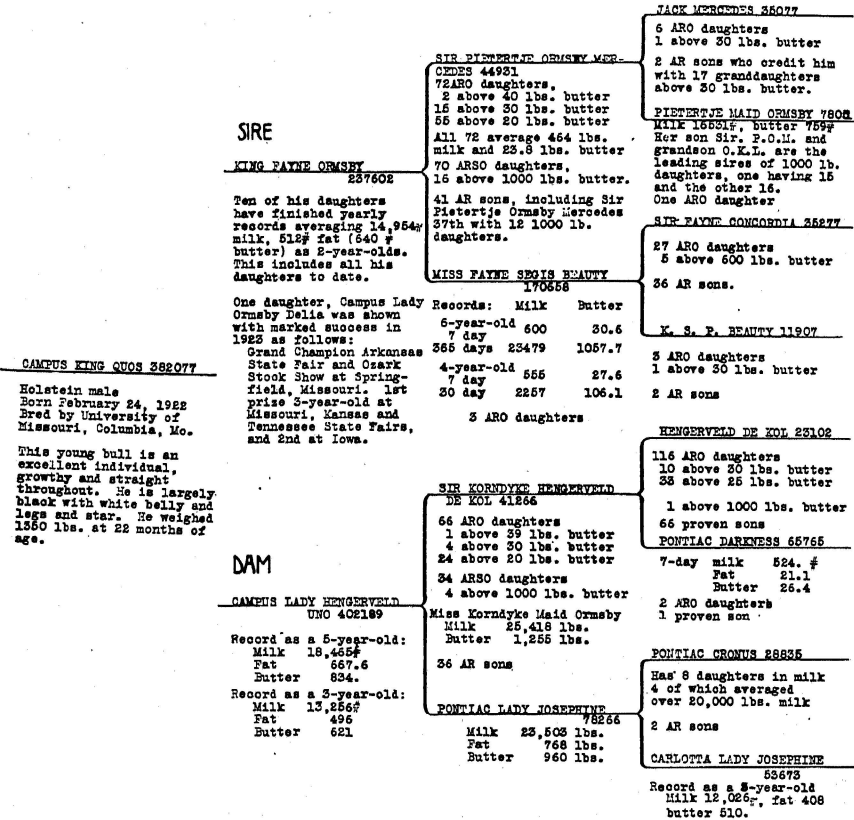 CAMPUS KING QUOS 382077
Holstein male
Born February 24, 1922
Bred by University of
Missouri, Columbia, Mo.
This young bull is an
excellent individual,
growthy and straight
throughout. He is largely
black with white belly and
legs and star. He weighed
1350 lbs. at 22 months of
age.
SIRE
KING FAYNE ORMSBY
237602
Ten of his daughters
have finished yearly
records averaging 14,954#
milk, 512# fat (640 #
butter) as 2-year-olds.
This includes all his
daughters to date.
One daughter, Campus Lady
Ormsby Delia was shown
with marked success in
1923 as follows:
Grand Champion Arkansas
State Fair and Ozark
Stock Show at Spring-
field, Missouri. 1st
prize 3-year-old at
Missouri, Kansas and
Tennessee State Fairs,
and 2nd at Iowa.
DAM
CAMPUS LADY HENGERVELD
UNO 402189
Record as a 5-year-old:
Milk 18,465#
Fat 667.6
Butter 834.
Record as a 3-year-old:
Milk 13,256#
Fat 496
Butter 621
SIR PIETERTJE ORMSBY MER-
CEDES 44931
72ARO daughters,
2 above 40 lbs. butter
15 above 30 lbs. butter
55 above 20 lbs. butter
All 72 average 464 lbs.
milk and 23.8 lbs. butter
70 ARSO daughters,
16 above 1000 lbs. butter.
41 AR sons, including Sir
Pietertje Ormsby Mercedes
37th with 12 1000 lb.
daughters.
MISS FAYNE SEGIS BEAUTY
170658
Records: Milk Butter
6-year-old
7 day 600 30.6
365 days 23479 1057.7
4-year-old
7 day 555 27.6
30 day 2257 106.1
3 ARO daughters
SIR KORNDYKE HENGERVELD
DE KOL 41266
66 ARO daughters
1 above 39 lbs. butter
4 above 30 lbs. butter
24 above 20 lbs. butter
34 ARSO daughters
4 above 1000 lbs. butter
Miss Korndyke Maid Ormsby
Milk 25,418 lbs.
Butter 1,255 lbs.
36 AR sons
PONTIAC LADY JOSEPHINE
78266
Milk 23,503 lbs.
Fat 768 lbs.
Butter 960 lbs.
JACK MERCEDES 35077
6 ARO daughters
1 above 30 lbs. butter
2 AR sons who credit him
with 17 granddaughters
above 30 lbs. butter.
PIETERTJE MAID ORMSBY
Milk 15531#, butter 759#
Her son Sir. P.O.M. and
grandson O.K.L. are the
leading sires of 1000 lb.
daughters, one having 15
and the other 16.
One ARO daughter
SIR FAYNE CONCORDIA 35277
27 ARO daughters
5 above 600 lbs. butter
36 AR sons.
K. S. P. BEAUTY 11907
3 ARO daughters
1 above 30 lbs. butter
2 AR sons
HENGERVELD DE KOL 23102
116 ARO daughters
10 above 30 lbs. butter
33 above 25 lbs. butter
1 above 1000 lbs. butter
66 proven sons
PONTIAC DARKNESS 65765
7-day milk 524. #
Fat 21.1
Butter 26.4
2 ARO daughters
1 proven son
PONTIAC CRONUS 28835
Has 8 daughters in milk
4 of which averaged
over 20,000 lbs. milk
2 AR sons
CARLOTTA LADY JOSEPHINE
53673
Record as a 3-year-old
Milk 12,026#, fat 408
butter 510.